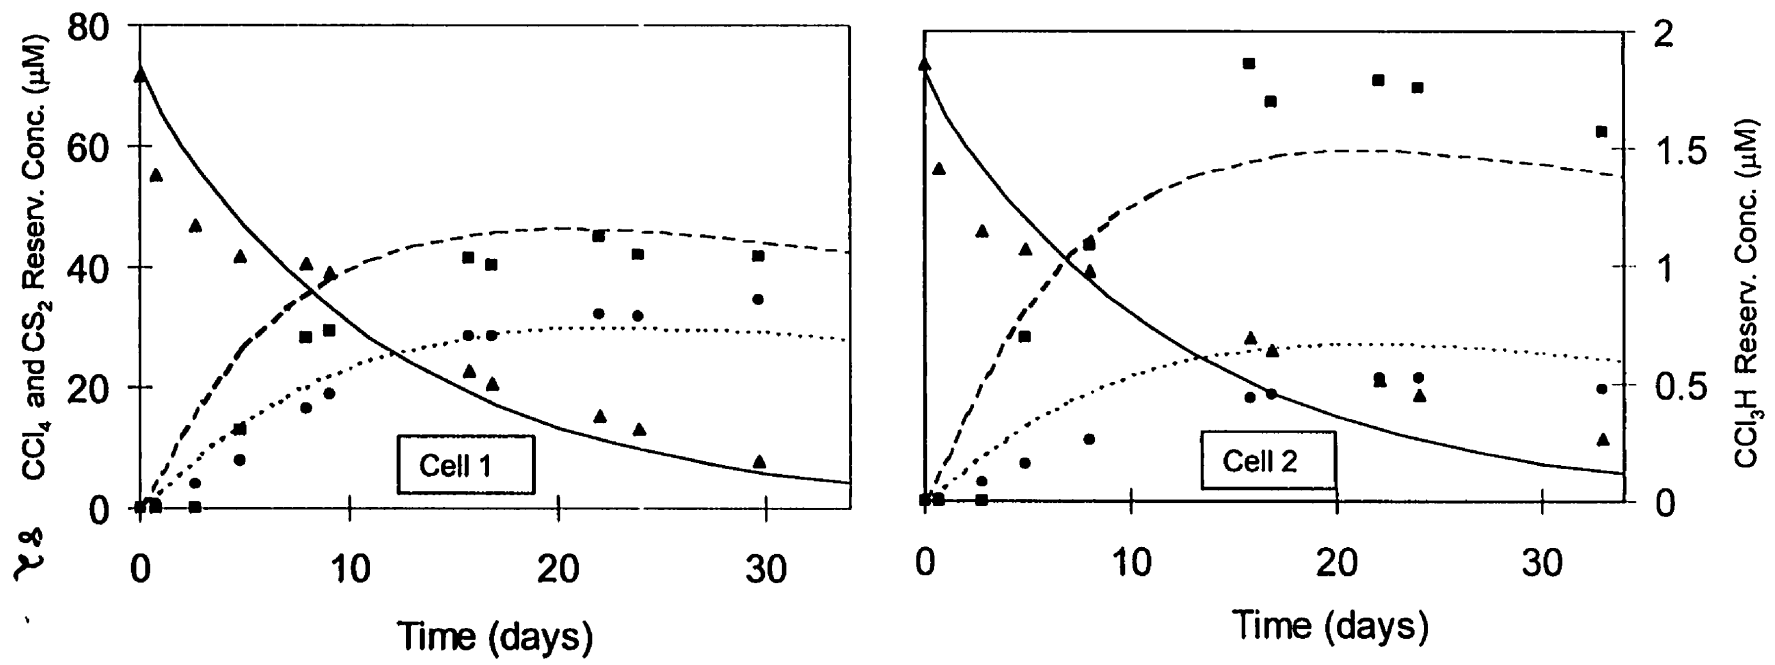 CCl₄ and CS₂ Reserv. Conc. (μM)
80
60
40
20
0
0 10 20 30
Time (days)
Cell 1
Cell 2
0 10 20 30
Time (days)
2
1.5
1
0.5
0
CCl₃H Reserv. Conc. (μM)